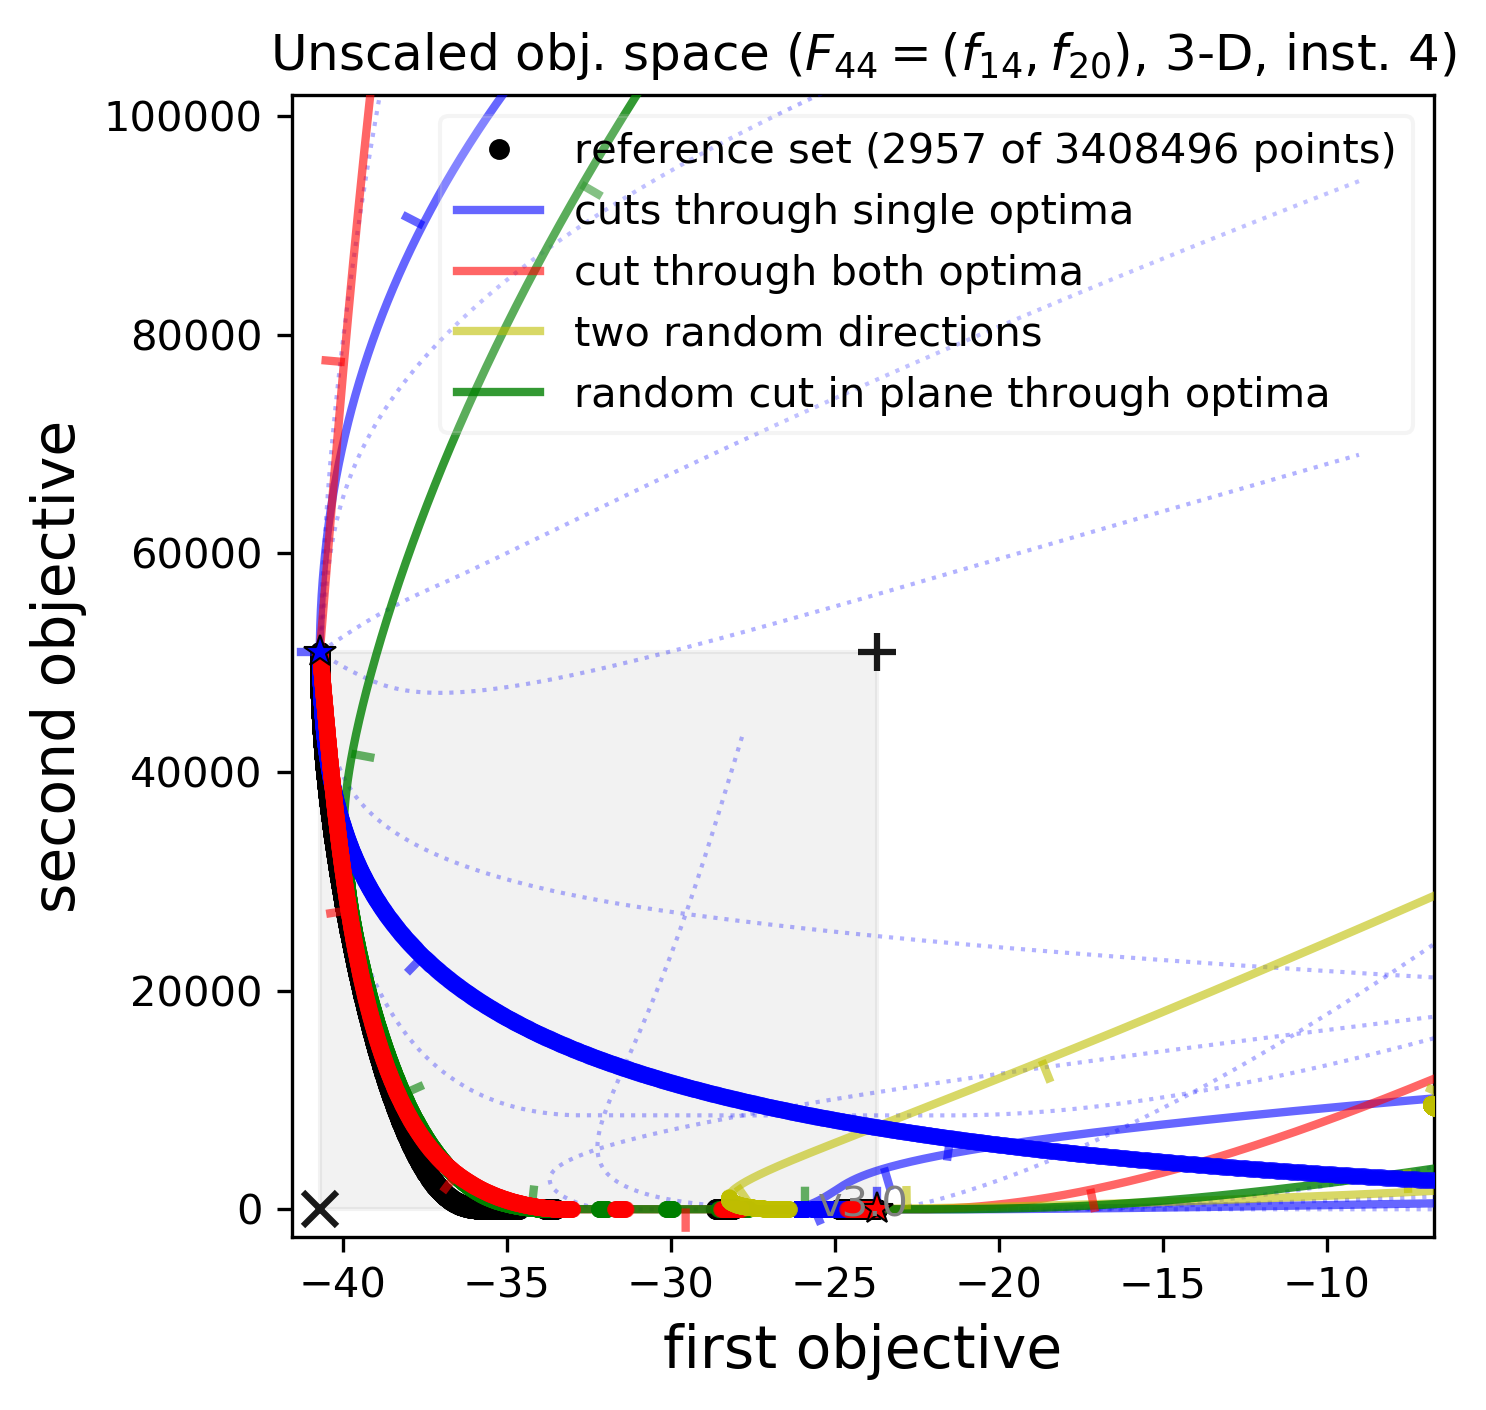 Unscaled obj. space (F₄₄ = (f₁₄, f₂₀), 3-D, inst. 4)
100000
80000
60000
40000
20000
0
second objective
reference set (2957 of 3408496 points)
cuts through single optima
cut through both optima
two random directions
random cut in plane through optima
v3.0
−40 −35 −30 −25 −20 −15 −10
first objective